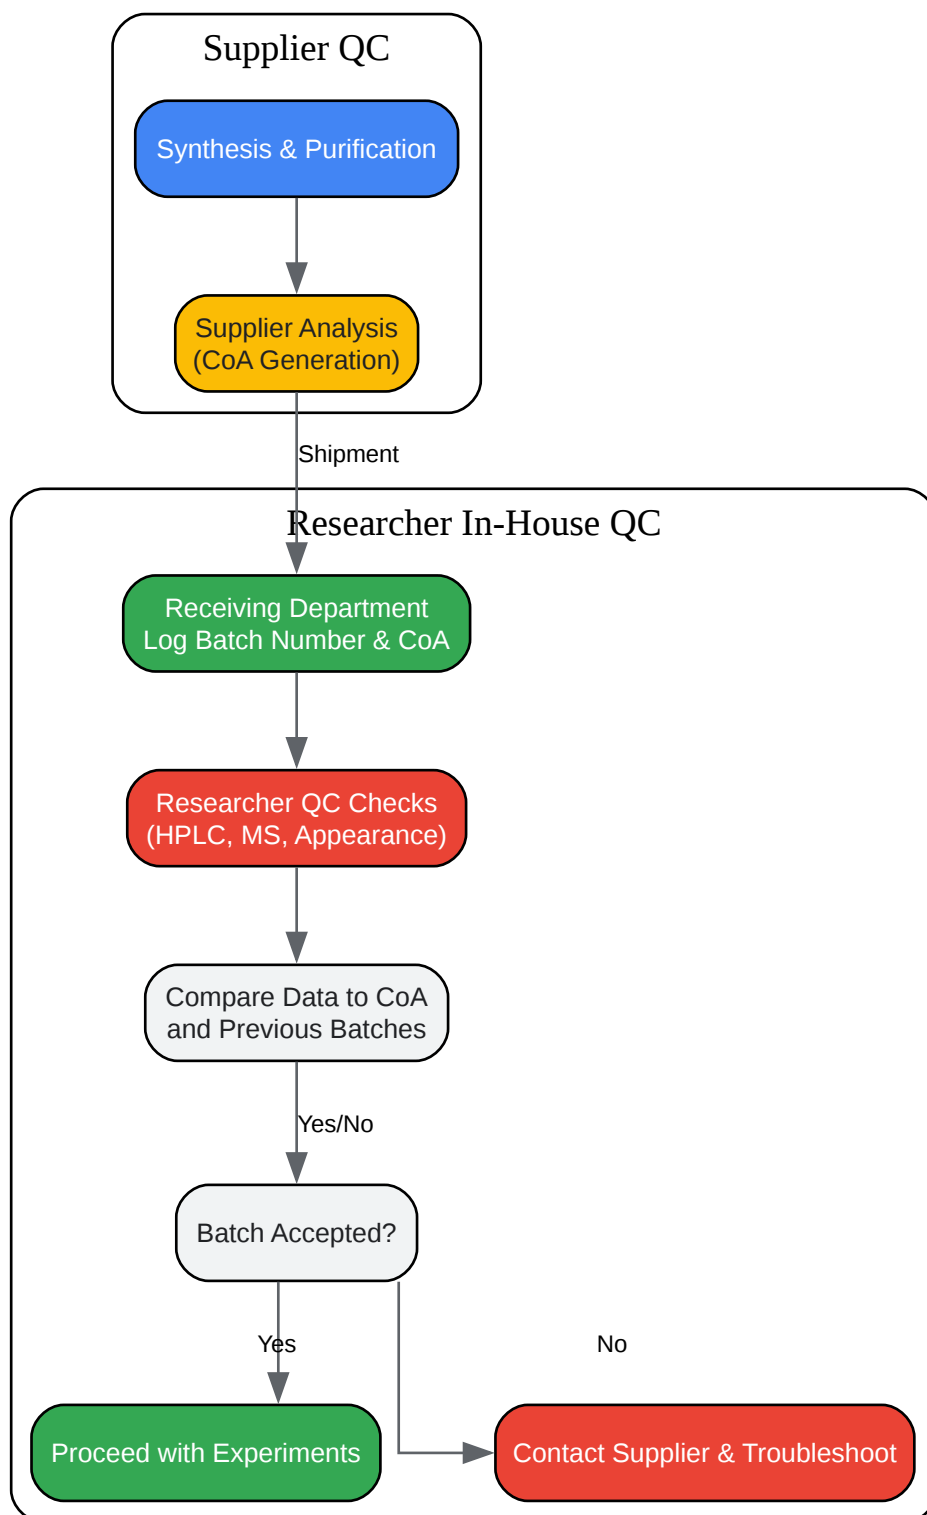 Supplier QC
Synthesis & Purification
Supplier Analysis
(CoA Generation)
Shipment
Researcher In-House QC
Receiving Department
Log Batch Number & CoA
Researcher QC Checks
(HPLC, MS, Appearance)
Compare Data to CoA
and Previous Batches
Yes/No
Batch Accepted?
Yes
No
Proceed with Experiments
Contact Supplier & Troubleshoot